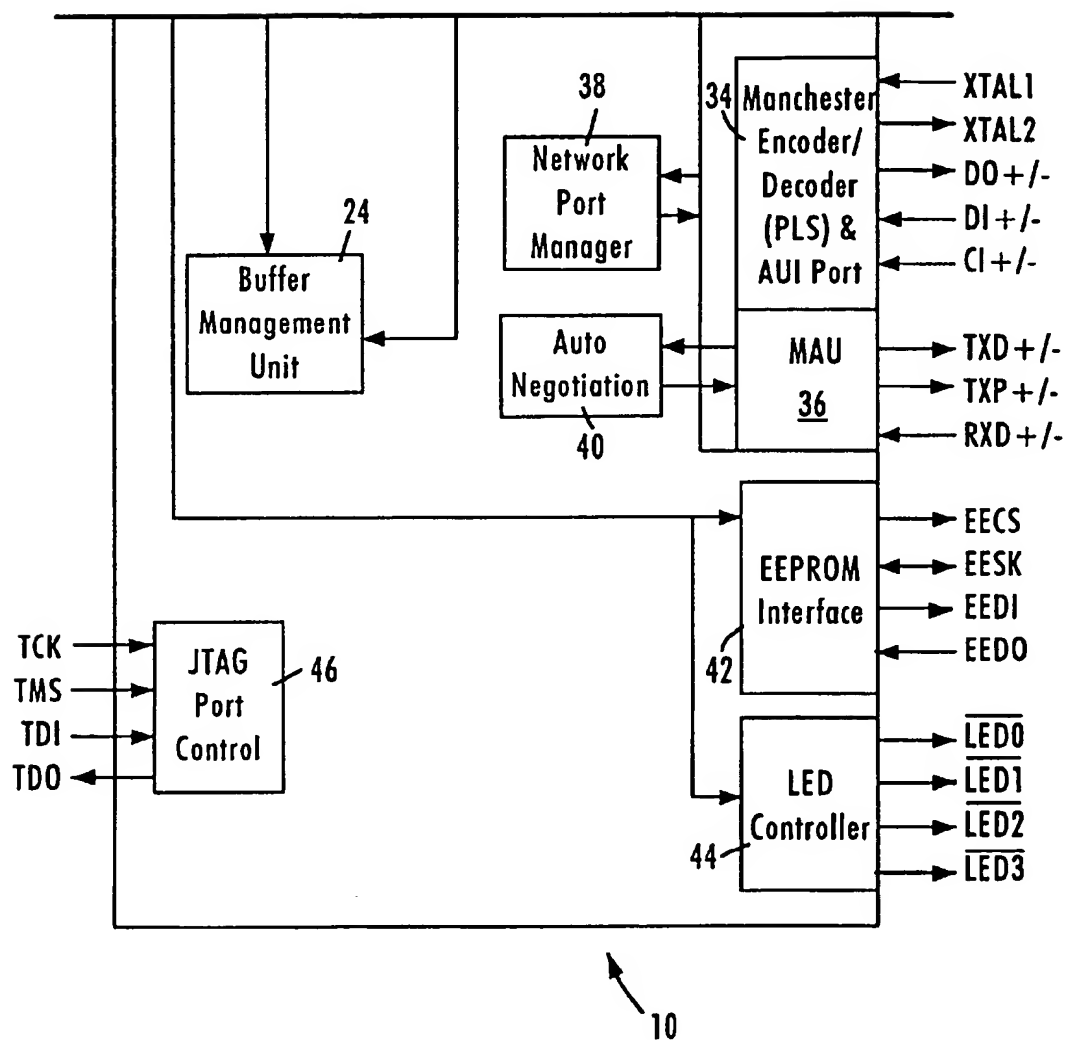 38
Network
Port
Manager
34
Manchester
Encoder/
Decoder
(PLS) &
AUI Port
XTAL1
XTAL2
DO+/-
DI+/-
CI+/-
24
Buffer
Management
Unit
Auto
Negotiation
40
MAU
36
TXD+/-
TXP+/-
RXD+/-
EEPROM
Interface
42
EECS
EESK
EEDI
EEDO
TCK
TMS
TDI
TDO
JTAG
Port
Control
46
LED
Controller
44
LED0
LED1
LED2
LED3
10